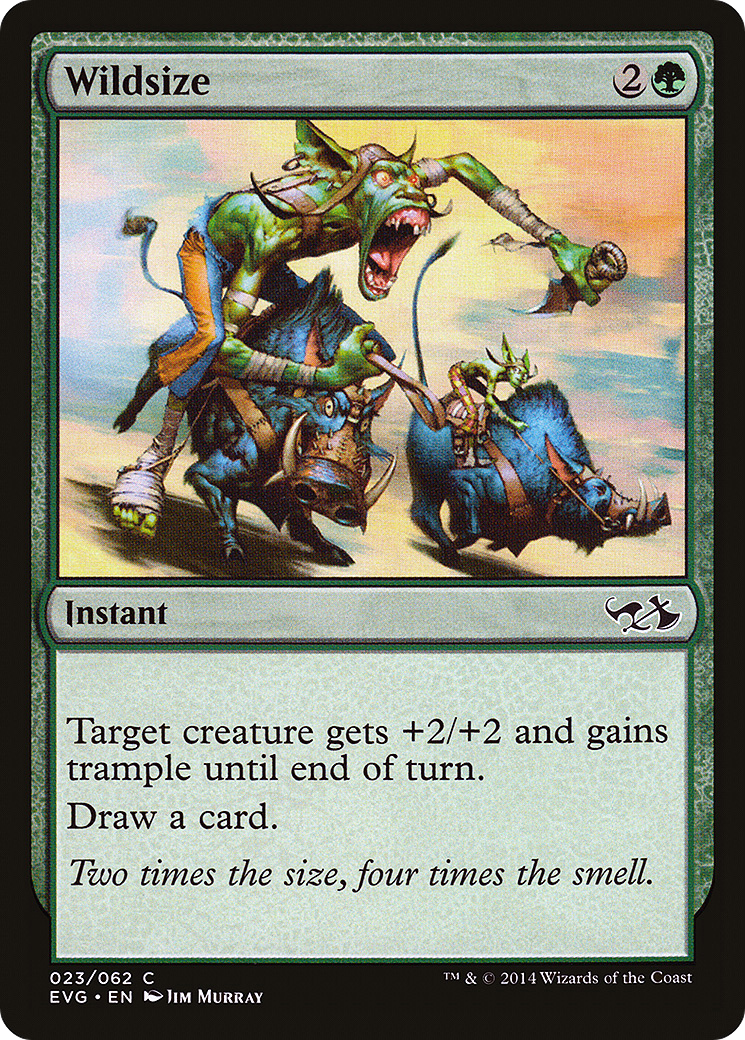 Wildsize 2
Instant
Target creature gets +2/+2 and gains
trample until end of turn.
Draw a card.
Two times the size, four times the smell.
023/062 C
EVG • EN Jim Murray
™ & © 2014 Wizards of the Coast